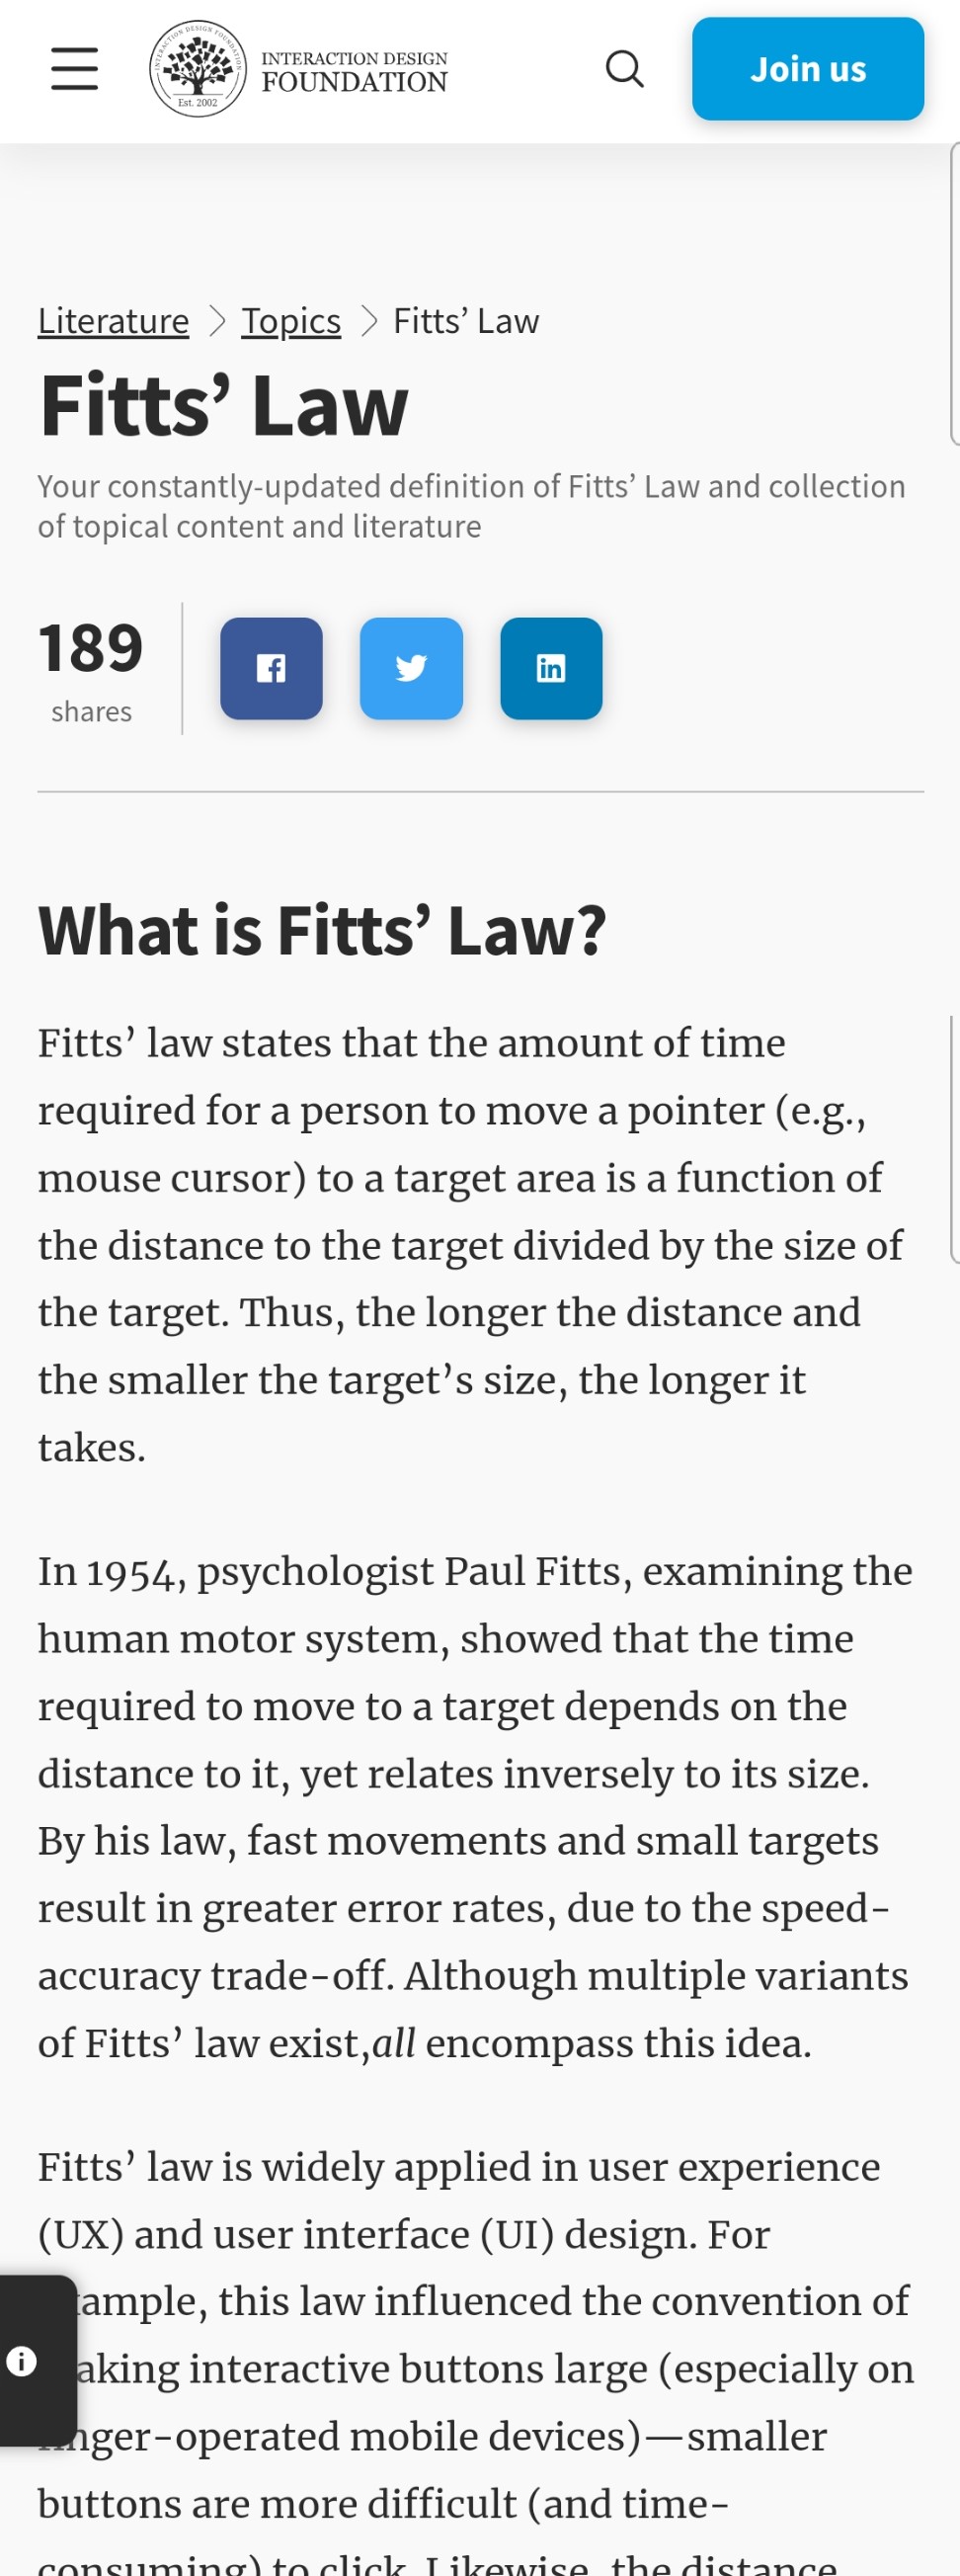 INTERACTION DESIGN FOUNDATION
Est. 2002
INTERACTION DESIGN
FOUNDATION
Join us
Literature > Topics > Fitts’ Law
Fitts’ Law
Your constantly-updated definition of Fitts’ Law and collection
of topical content and literature
189
shares
What is Fitts’ Law?
Fitts’ law states that the amount of time
required for a person to move a pointer (e.g.,
mouse cursor) to a target area is a function of
the distance to the target divided by the size of
the target. Thus, the longer the distance and
the smaller the target’s size, the longer it
takes.
In 1954, psychologist Paul Fitts, examining the
human motor system, showed that the time
required to move to a target depends on the
distance to it, yet relates inversely to its size.
By his law, fast movements and small targets
result in greater error rates, due to the speed-
accuracy trade-off. Although multiple variants
of Fitts’ law exist,all encompass this idea.
Fitts’ law is widely applied in user experience
(UX) and user interface (UI) design. For
ample, this law influenced the convention of
aking interactive buttons large (especially on
nger-operated mobile devices)—smaller
buttons are more difficult (and time-
consuming) to click. Likewise, the distance